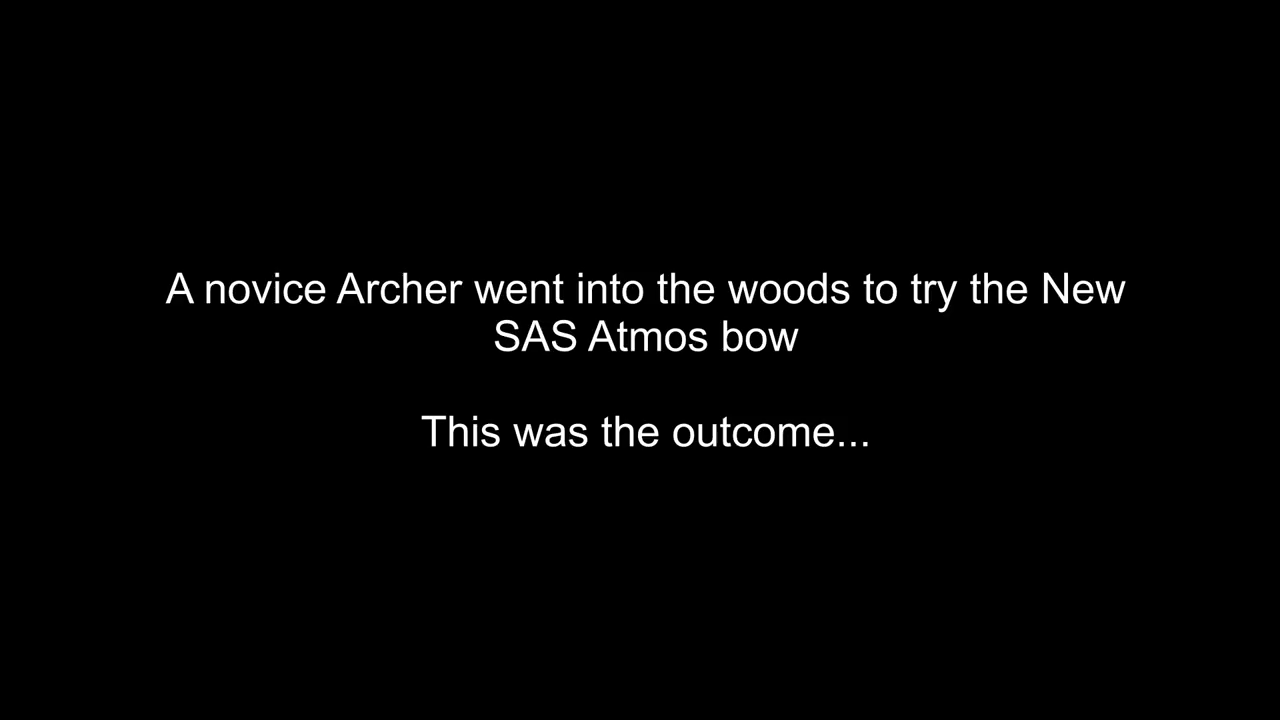 A novice Archer went into the woods to try the New
SAS Atmos bow
This was the outcome...